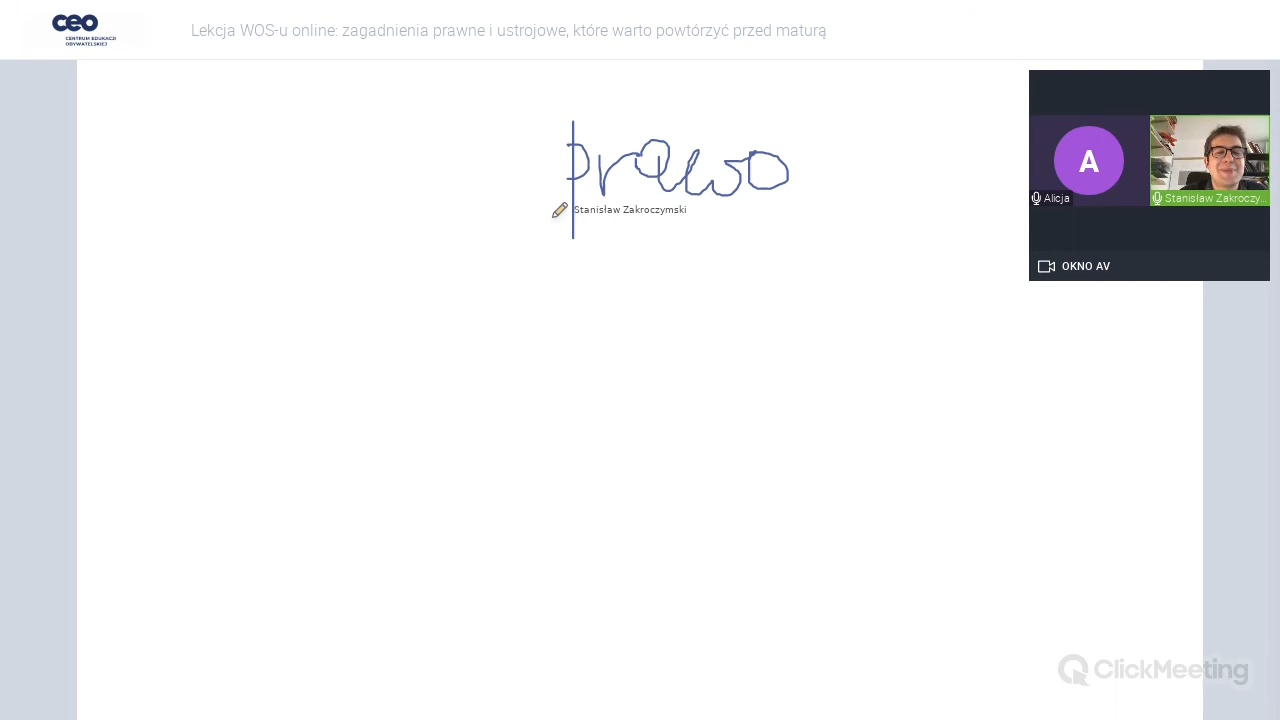 ceo
CENTRUM EDUKACJI
OBYWATELSKIEJ
Lekcja WOS-u online: zagadnienia prawne i ustrojowe, które warto powtórzyć przed maturą
prawo
Stanisław Zakroczymski
A
Alicja
Stanisław Zakroczy...
OKNO AV
ClickMeeting